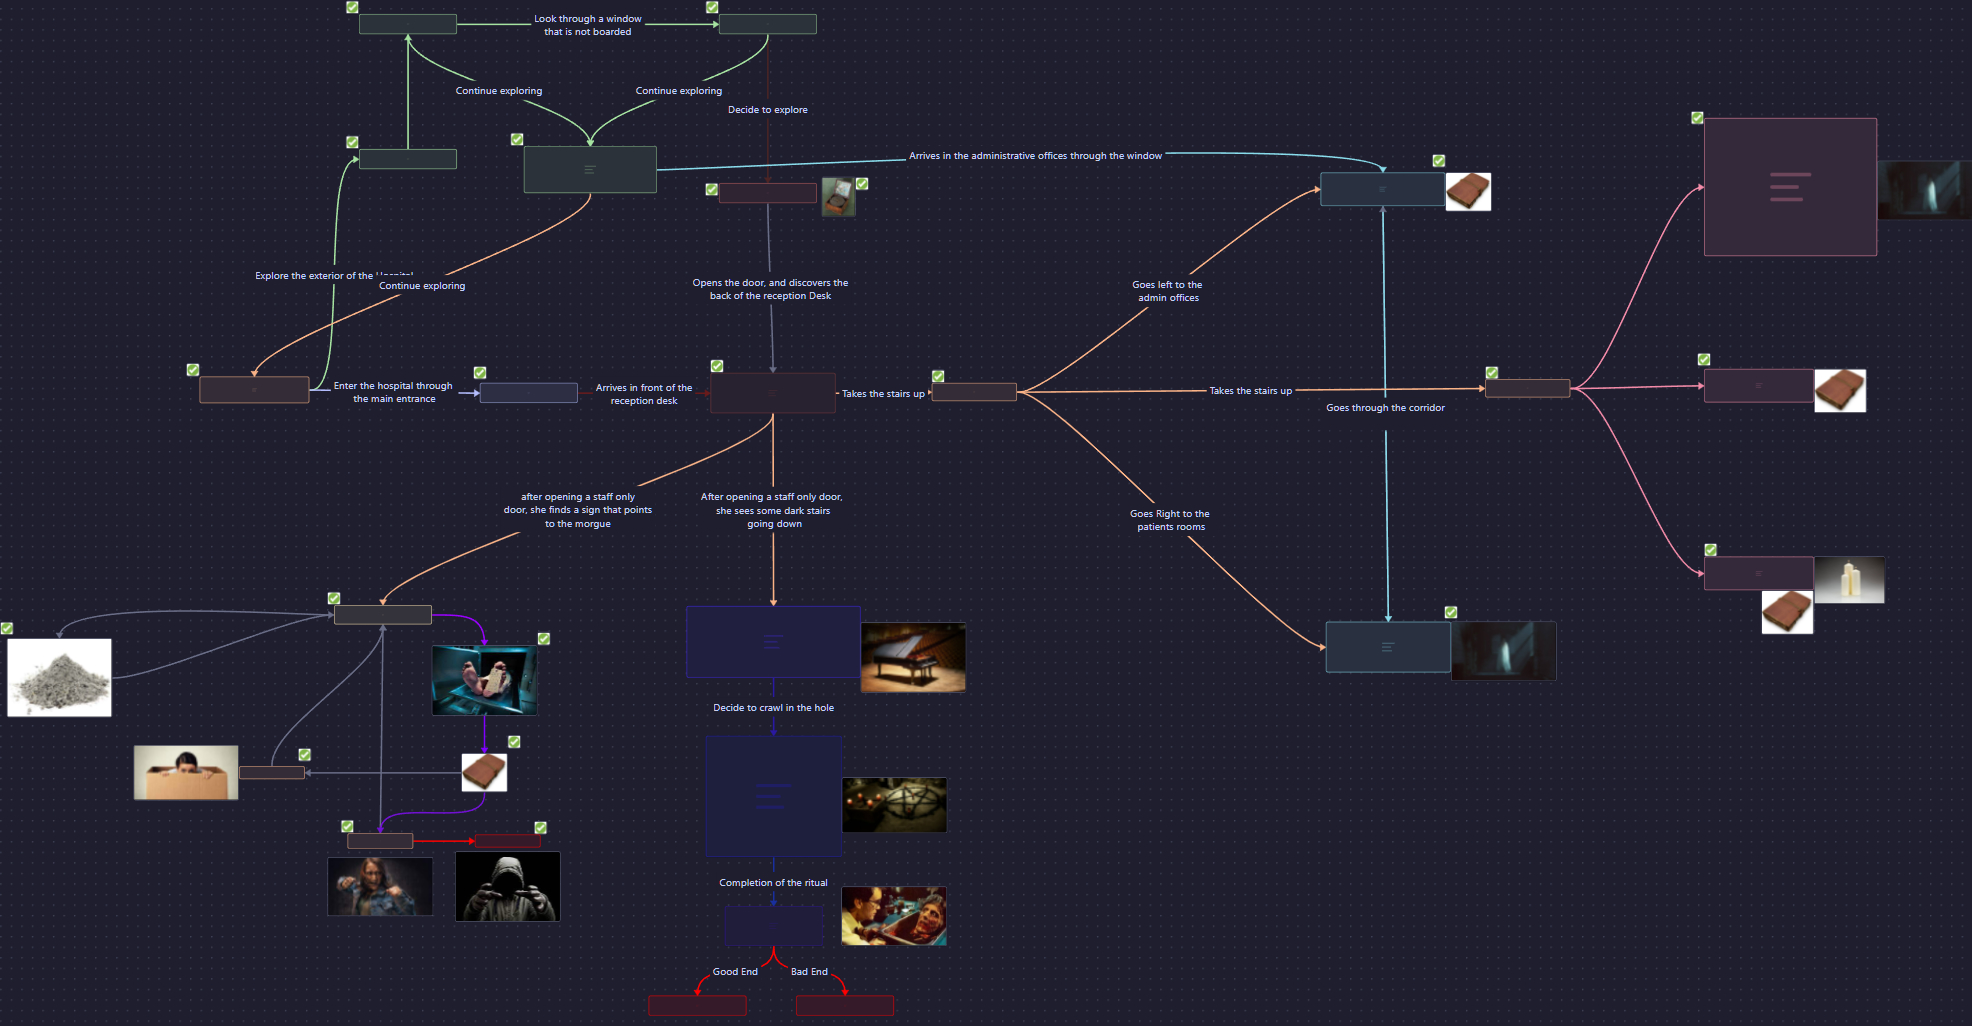 Look through a window
that is not boarded
Continue exploring
Continue exploring
Decide to explore
Arrives in the administrative offices through the window
Explore the exterior of the Hospital
Continue exploring
Opens the door, and discovers the
back of the reception Desk
Goes left to the
admin offices
Enter the hospital through
the main entrance
Arrives in front of the
reception desk
Takes the stairs up
Takes the stairs up
Goes through the corridor
after opening a staff only
door, she finds a sign that points
to the morgue
After opening a staff only door,
she sees some dark stairs
going down
Goes Right to the
patients rooms
Decide to crawl in the hole
Completion of the ritual
Good End
Bad End